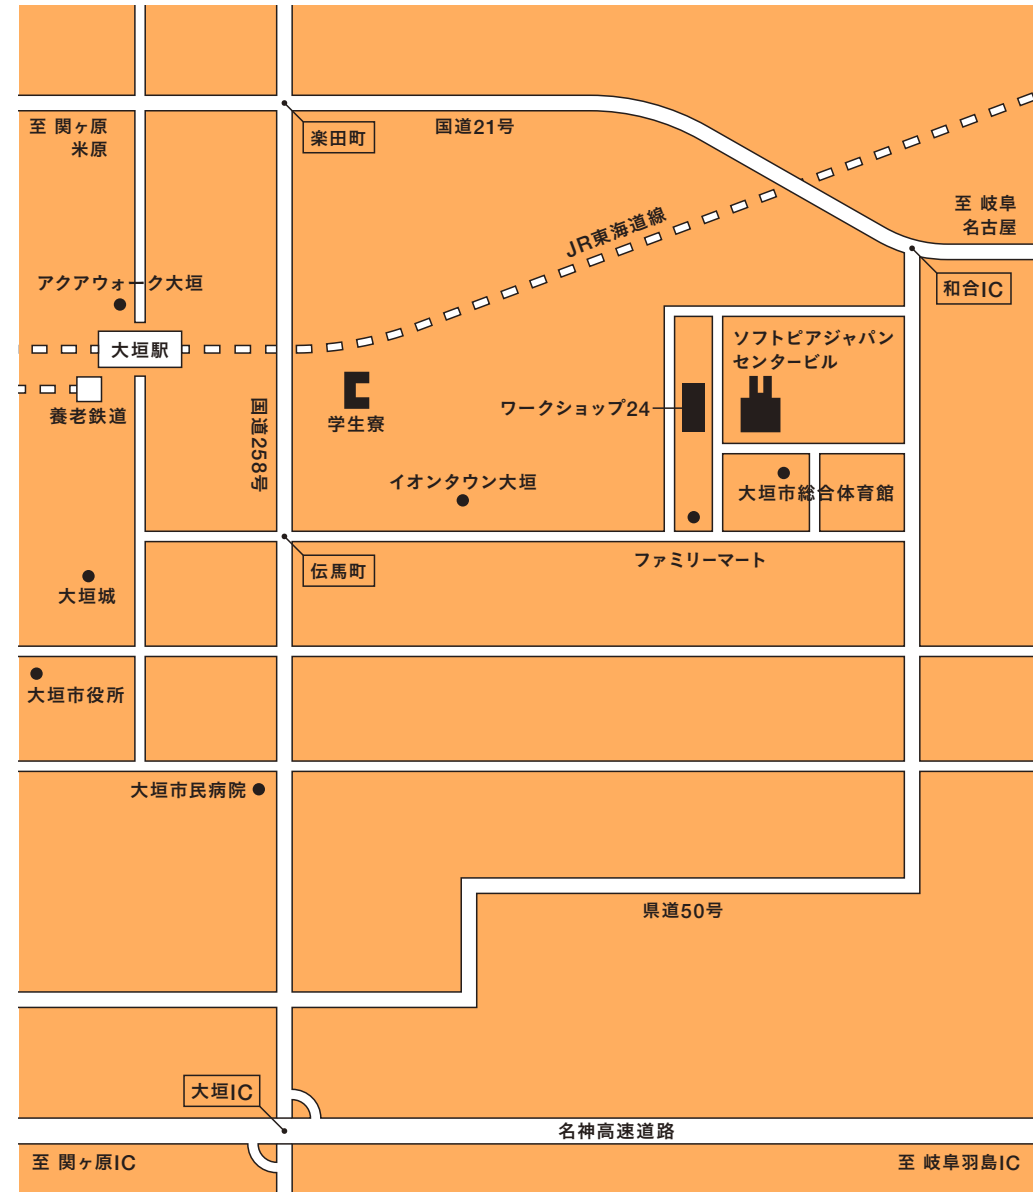 至 関ヶ原
米原
楽田町
国道21号
至 岐阜
名古屋
JR東海道線
アクアウォーク大垣
和合IC
大垣駅
ソフトピアジャパン
センタービル
養老鉄道
国道258号
学生寮
ワークショップ24
イオンタウン大垣
大垣市総合体育館
伝馬町
ファミリーマート
大垣城
大垣市役所
大垣市民病院
県道50号
大垣IC
名神高速道路
至 関ヶ原IC
至 岐阜羽島IC